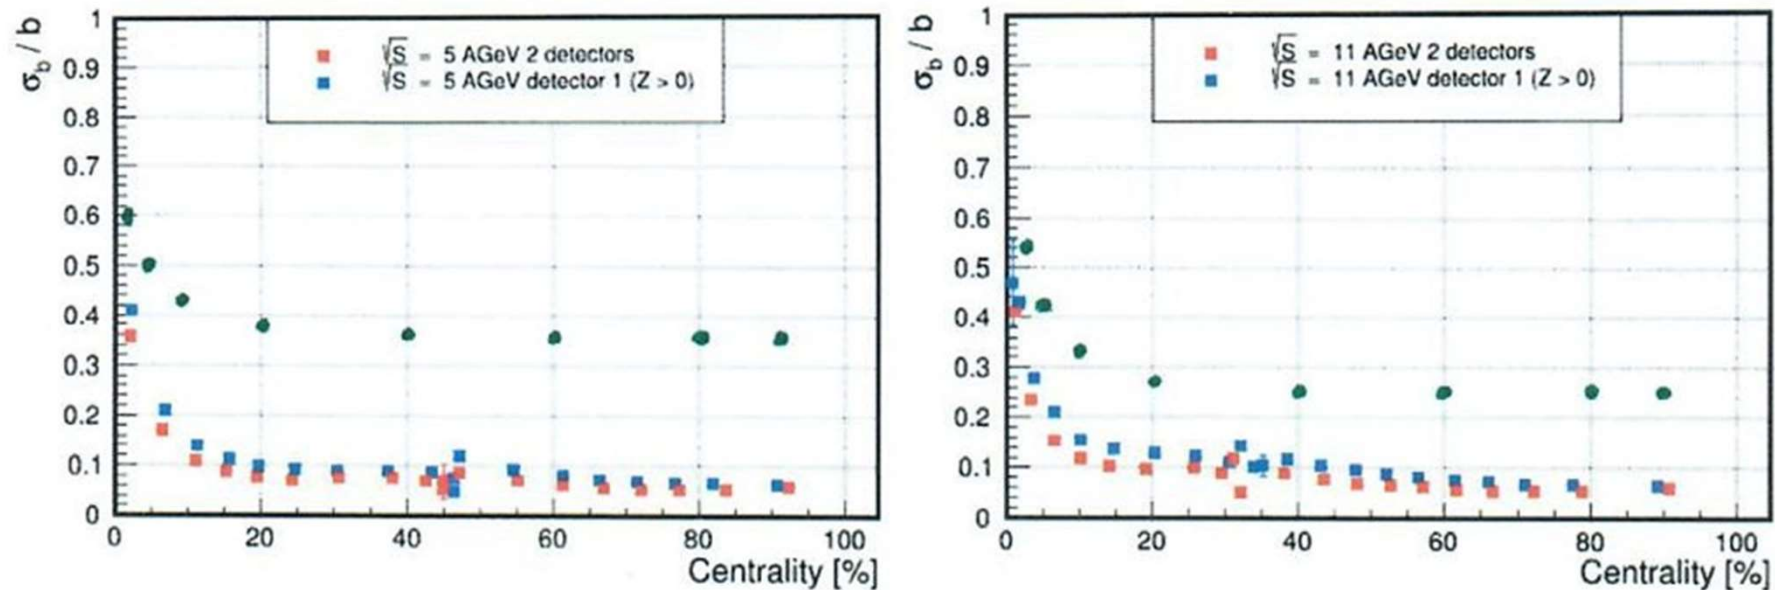 σb / b
1
0.9
0.8
0.7
0.6
0.5
0.4
0.3
0.2
0.1
0
√S = 5 AGeV 2 detectors
√S = 5 AGeV detector 1 (Z > 0)
0 20 40 60 80 100
Centrality [%]
σb / b
1
0.9
0.8
0.7
0.6
0.5
0.4
0.3
0.2
0.1
0
√S = 11 AGeV 2 detectors
√S = 11 AGeV detector 1 (Z > 0)
0 20 40 60 80 100
Centrality [%]